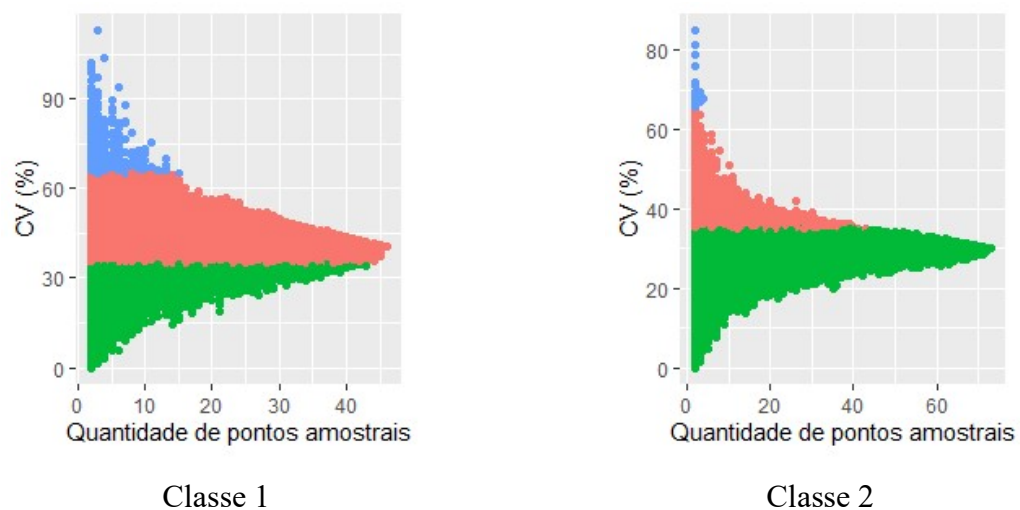 CV (%)
90
60
30
0
0 10 20 30 40
Quantidade de pontos amostrais
Classe 1
CV (%)
80
60
40
20
0
0 20 40 60
Quantidade de pontos amostrais
Classe 2